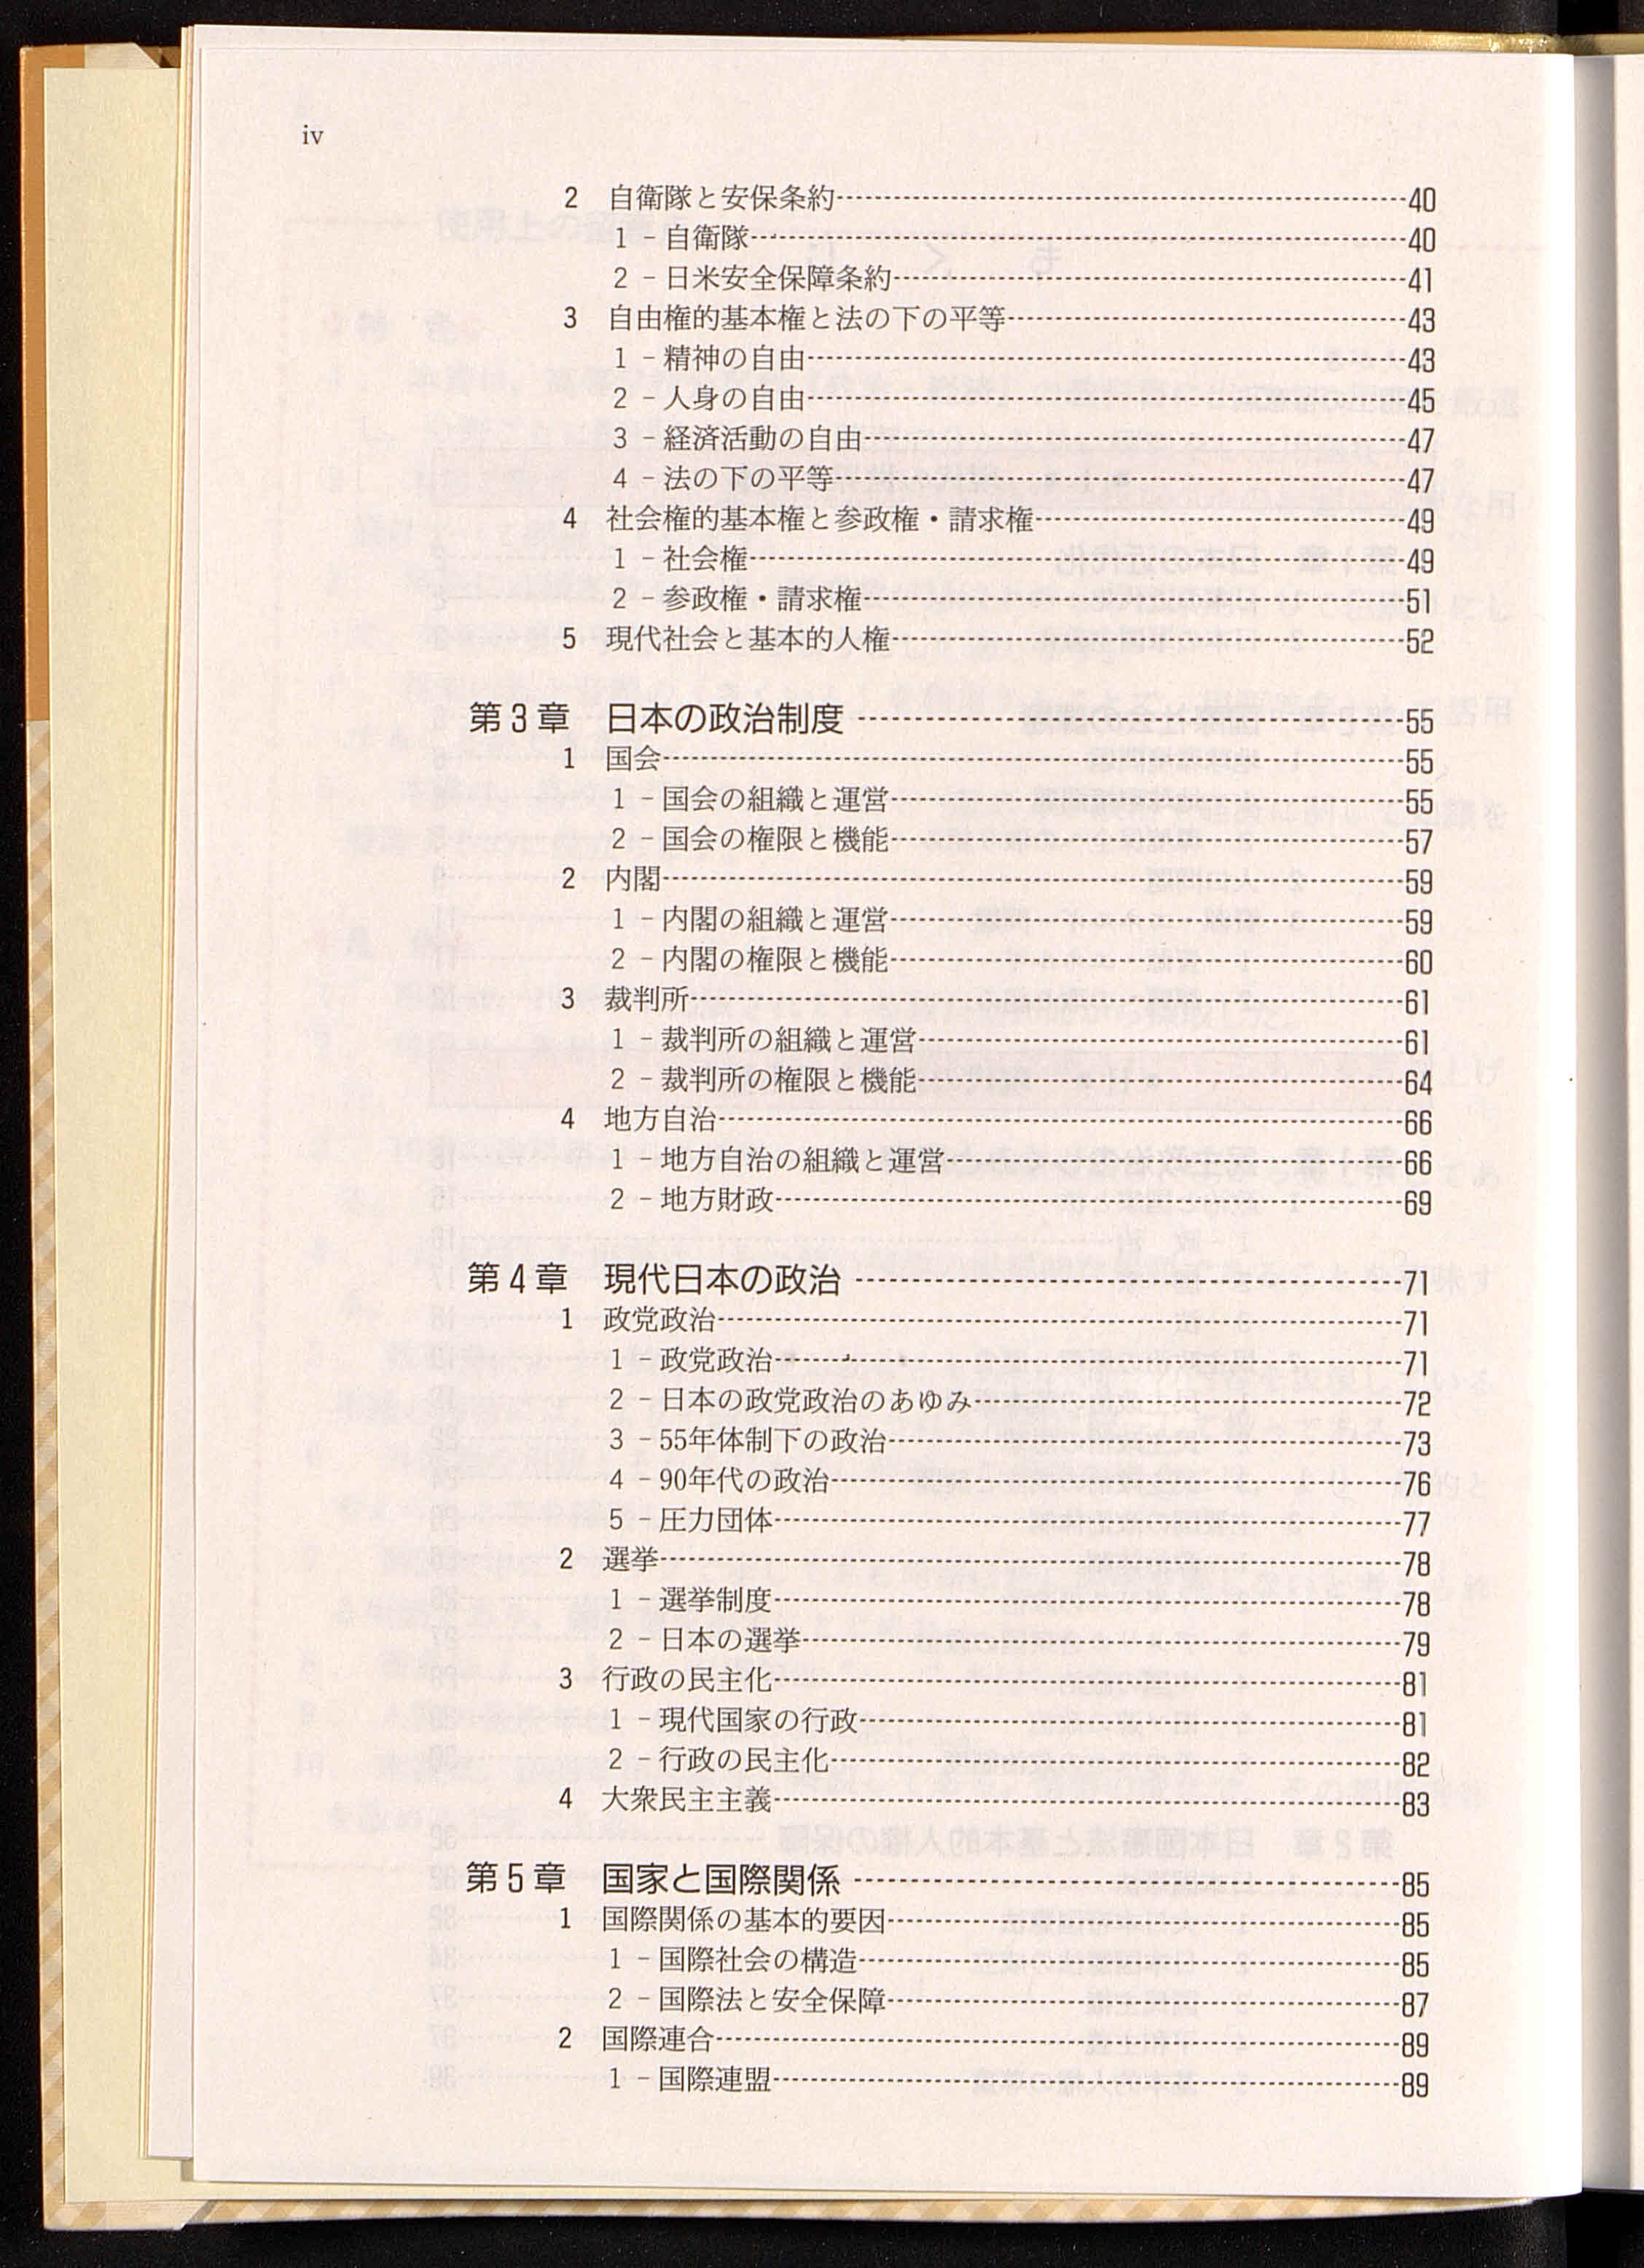 iv
2 自衛隊と安保条約 40
1-自衛隊 40
2-日米安全保障条約 41
3 自由権的基本権と法の下の平等 43
1-精神の自由 43
2-人身の自由 45
3-経済活動の自由 47
4-法の下の平等 47
4 社会権的基本権と参政権・請求権 49
1-社会権 49
2-参政権・請求権 51
5 現代社会と基本的人権 52
第3章 日本の政治制度 55
1 国会 55
1-国会の組織と運営 55
2-国会の権限と機能 57
2 内閣 59
1-内閣の組織と運営 59
2-内閣の権限と機能 60
3 裁判所 61
1-裁判所の組織と運営 61
2-裁判所の権限と機能 64
4 地方自治 66
1-地方自治の組織と運営 66
2-地方財政 69
第4章 現代日本の政治 71
1 政党政治 71
1-政党政治 71
2-日本の政党政治のあゆみ 72
3-55年体制下の政治 73
4-90年代の政治 76
5-圧力団体 77
2 選挙 78
1-選挙制度 78
2-日本の選挙 79
3 行政の民主化 81
1-現代国家の行政 81
2-行政の民主化 82
4 大衆民主主義 83
第5章 国家と国際関係 85
1 国際関係の基本的要因 85
1-国際社会の構造 85
2-国際法と安全保障 87
2 国際連合 89
1-国際連盟 89